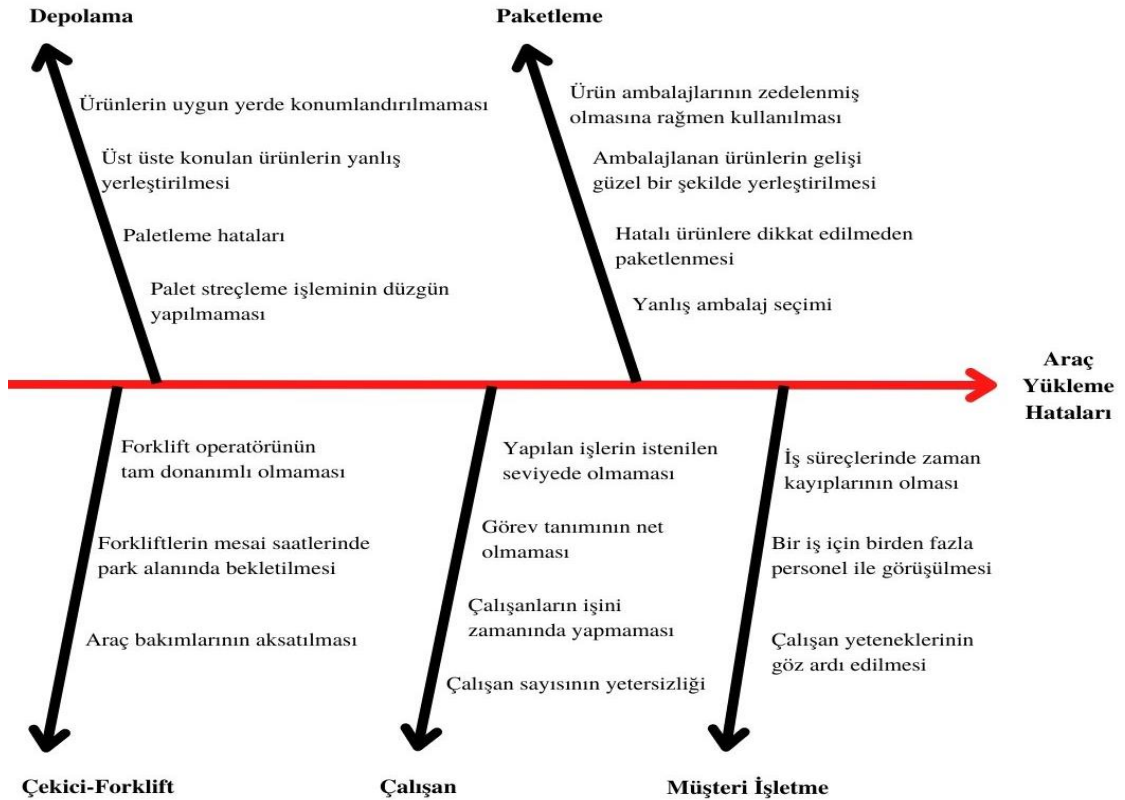 Depolama
Ürünlerin uygun yerde konumlandırılmaması
Üst üste konulan ürünlerin yanlış
yerleştirilmesi
Paletleme hataları
Palet streçleme işleminin düzgün
yapılmaması
Paketleme
Ürün ambalajlarının zedelenmiş
olmasına rağmen kullanılması
Ambalajlanan ürünlerin gelişi
güzel bir şekilde yerleştirilmesi
Hatalı ürünlere dikkat edilmeden
paketlenmesi
Yanlış ambalaj seçimi
Araç
Yükleme
Hataları
Forklift operatörünün
tam donanımlı olmaması
Forkliftlerin mesai saatlerinde
park alanında bekletilmesi
Araç bakımlarının aksatılması
Çekici-Forklift
Yapılan işlerin istenilen
seviyede olmaması
Görev tanımının net
olmaması
Çalışanların işini
zamanında yapmaması
Çalışan sayısının yetersizliği
Çalışan
İş süreçlerinde zaman
kayıplarının olması
Bir iş için birden fazla
personel ile görüşülmesi
Çalışan yeteneklerinin
göz ardı edilmesi
Müşteri İşletme